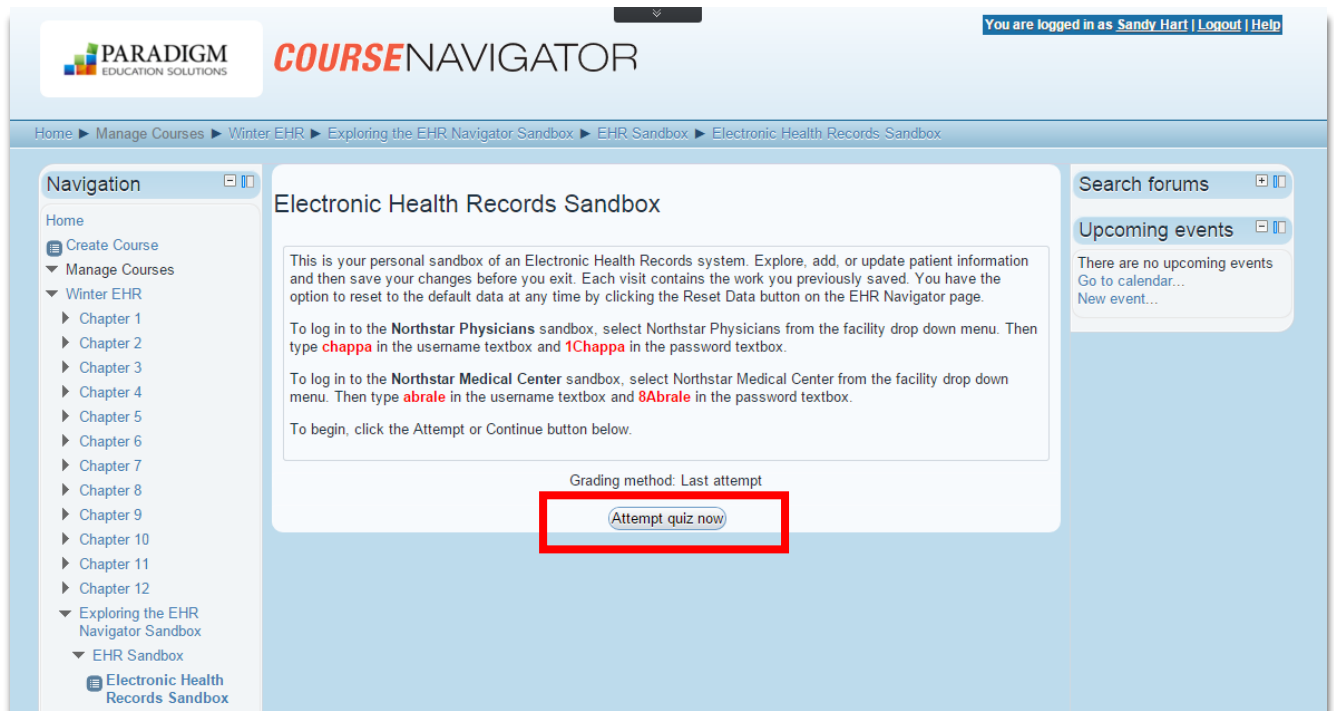 You are logged in as Sandy Hart | Logout | Help
PARADIGM
EDUCATION SOLUTIONS
COURSENAVIGATOR
Home ► Manage Courses ► Winter EHR ► Exploring the EHR Navigator Sandbox ► EHR Sandbox ► Electronic Health Records Sandbox
Navigation
Home
Create Course
Manage Courses
Winter EHR
Chapter 1
Chapter 2
Chapter 3
Chapter 4
Chapter 5
Chapter 6
Chapter 7
Chapter 8
Chapter 9
Chapter 10
Chapter 11
Chapter 12
Exploring the EHR
Navigator Sandbox
EHR Sandbox
Electronic Health
Records Sandbox
Electronic Health Records Sandbox
This is your personal sandbox of an Electronic Health Records system. Explore, add, or update patient information
and then save your changes before you exit. Each visit contains the work you previously saved. You have the
option to reset to the default data at any time by clicking the Reset Data button on the EHR Navigator page.
To log in to the Northstar Physicians sandbox, select Northstar Physicians from the facility drop down menu. Then
type chappa in the username textbox and 1Chappa in the password textbox.
To log in to the Northstar Medical Center sandbox, select Northstar Medical Center from the facility drop down
menu. Then type abrale in the username textbox and 8Abrale in the password textbox.
To begin, click the Attempt or Continue button below.
Grading method: Last attempt
Attempt quiz now
Search forums
Upcoming events
There are no upcoming events
Go to calendar...
New event...